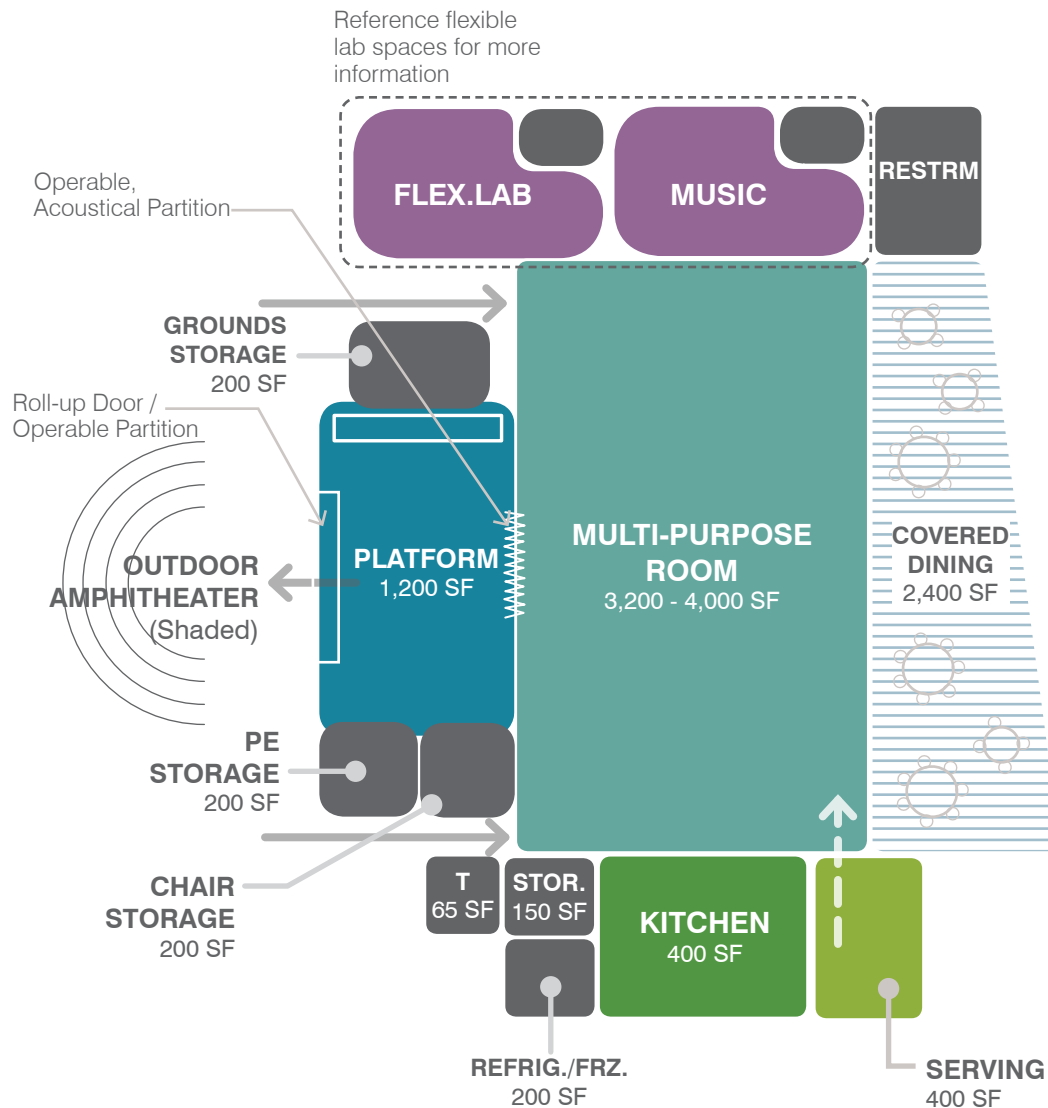 Reference flexible
lab spaces for more
information
FLEX.LAB
MUSIC
RESTRM
Operable,
Acoustical Partition
GROUNDS
STORAGE
200 SF
Roll-up Door /
Operable Partition
OUTDOOR
AMPHITHEATER
(Shaded)
PLATFORM
1,200 SF
MULTI-PURPOSE
ROOM
3,200 - 4,000 SF
COVERED
DINING
2,400 SF
PE
STORAGE
200 SF
CHAIR
STORAGE
200 SF
T
65 SF
STOR.
150 SF
KITCHEN
400 SF
REFRIG./FRZ.
200 SF
SERVING
400 SF